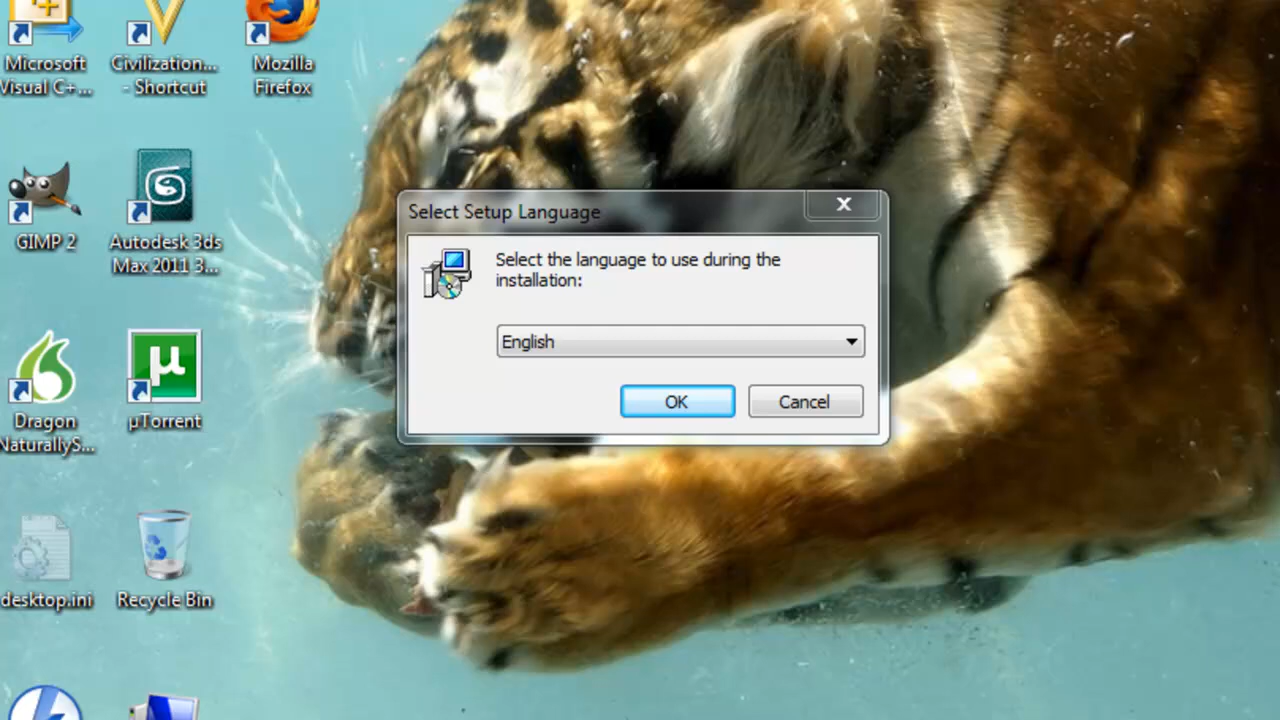 Microsoft
Visual C+...
Civilization...
- Shortcut
Mozilla
Firefox
GIMP 2
Autodesk 3ds
Max 2011 3...
Select Setup Language
Select the language to use during the
installation:
English
OK
Cancel
Dragon
NaturallyS...
µ
µTorrent
desktop.ini
Recycle Bin